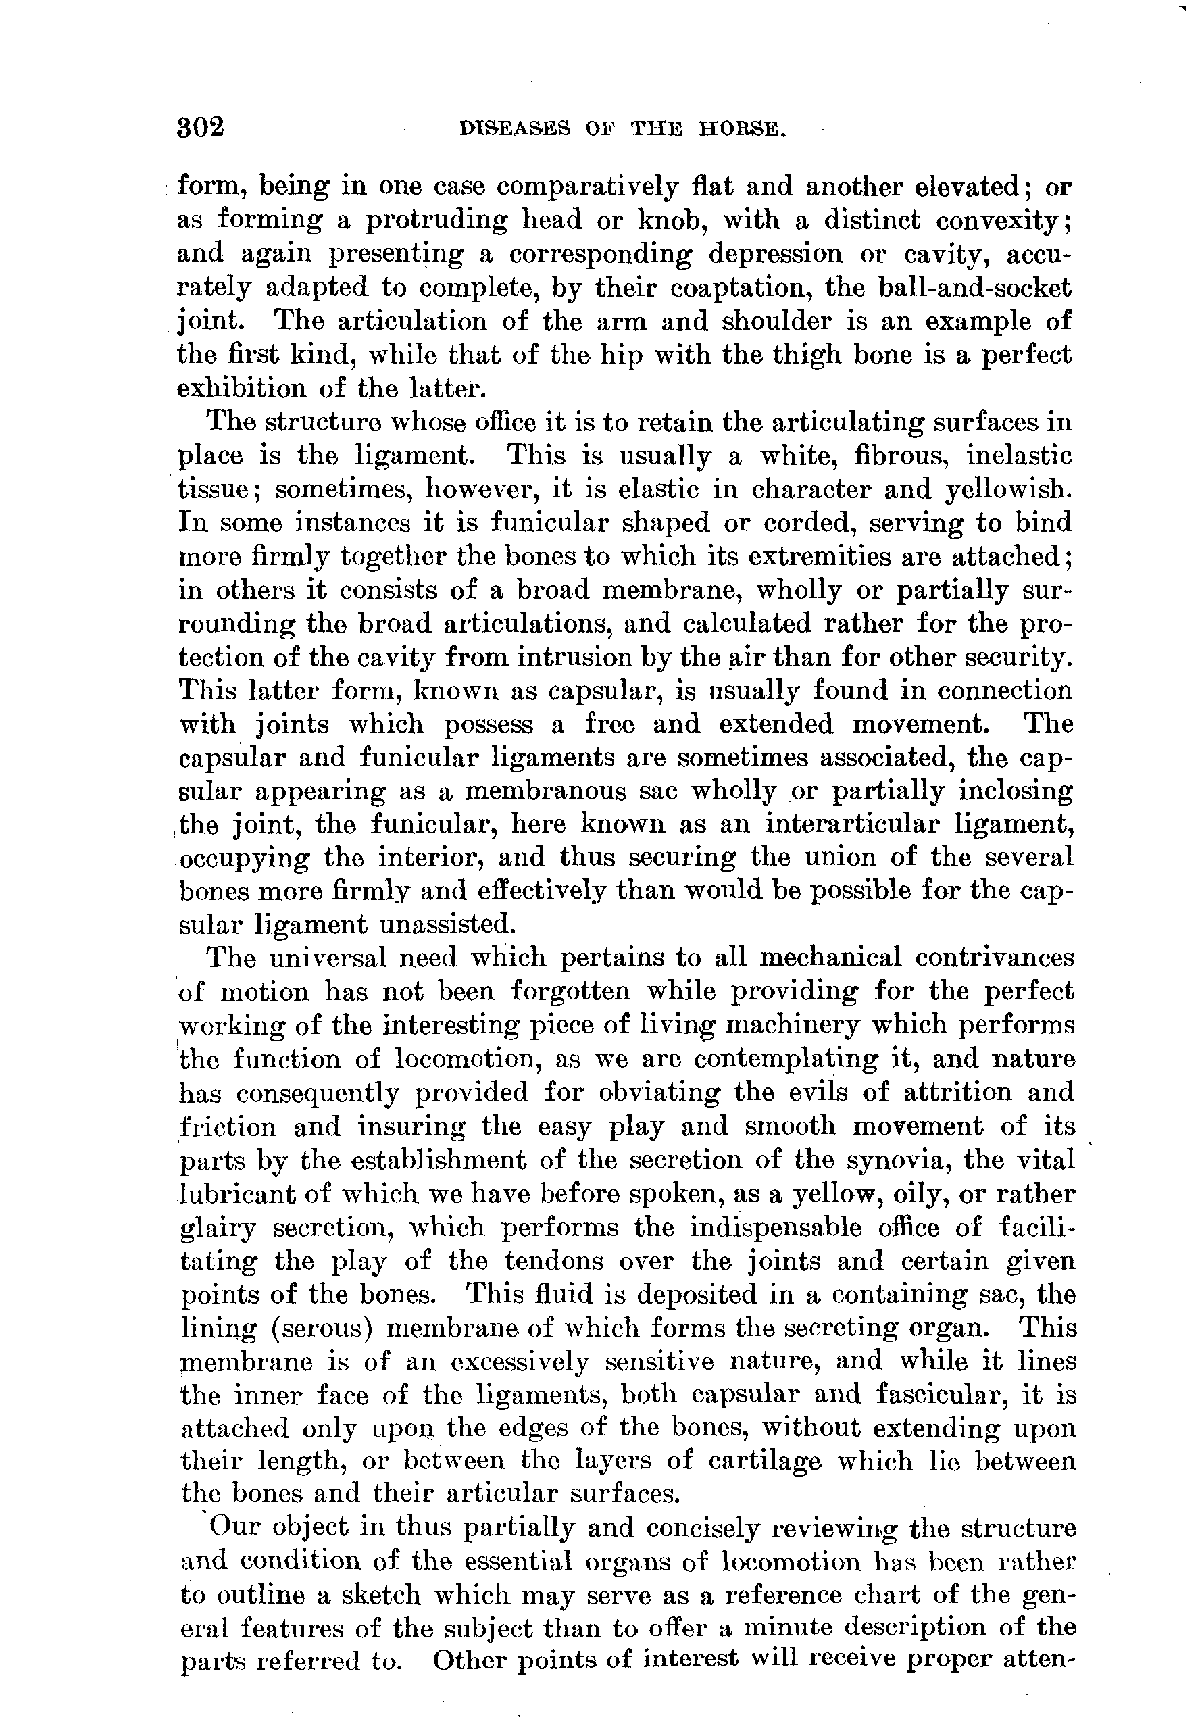 302 DISEASES OF THE HORSE.
form, being in one case comparatively flat and another elevated; or
as forming a protruding head or knob, with a distinct convexity;
and again presenting a corresponding depression or cavity, accu-
rately adapted to complete, by their coaptation, the ball-and-socket
joint. The articulation of the arm and shoulder is an example of
the first kind, while that of the hip with the thigh bone is a perfect
exhibition of the latter.
The structure whose office it is to retain the articulating surfaces in
place is the ligament. This is usually a white, fibrous, inelastic
tissue; sometimes, however, it is elastic in character and yellowish.
In some instances it is funicular shaped or corded, serving to bind
more firmly together the bones to which its extremities are attached;
in others it consists of a broad membrane, wholly or partially sur-
rounding the broad articulations, and calculated rather for the pro-
tection of the cavity from intrusion by the air than for other security.
This latter form, known as capsular, is usually found in connection
with joints which possess a free and extended movement. The
capsular and funicular ligaments are sometimes associated, the cap-
sular appearing as a membranous sac wholly or partially inclosing
the joint, the funicular, here known as an interarticular ligament,
occupying the interior, and thus securing the union of the several
bones more firmly and effectively than would be possible for the cap-
sular ligament unassisted.
The universal need which pertains to all mechanical contrivances
of motion has not been forgotten while providing for the perfect
working of the interesting piece of living machinery which performs
the function of locomotion, as we are contemplating it, and nature
has consequently provided for obviating the evils of attrition and
friction and insuring the easy play and smooth movement of its
parts by the establishment of the secretion of the synovia, the vital
lubricant of which we have before spoken, as a yellow, oily, or rather
glairy secretion, which performs the indispensable office of facili-
tating the play of the tendons over the joints and certain given
points of the bones. This fluid is deposited in a containing sac, the
lining (serous) membrane of which forms the secreting organ. This
membrane is of an excessively sensitive nature, and while it lines
the inner face of the ligaments, both capsular and fascicular, it is
attached only upon the edges of the bones, without extending upon
their length, or between the layers of cartilage which lie between
the bones and their articular surfaces.
Our object in thus partially and concisely reviewing the structure
and condition of the essential organs of locomotion has been rather
to outline a sketch which may serve as a reference chart of the gen-
eral features of the subject than to offer a minute description of the
parts referred to. Other points of interest will receive proper atten-